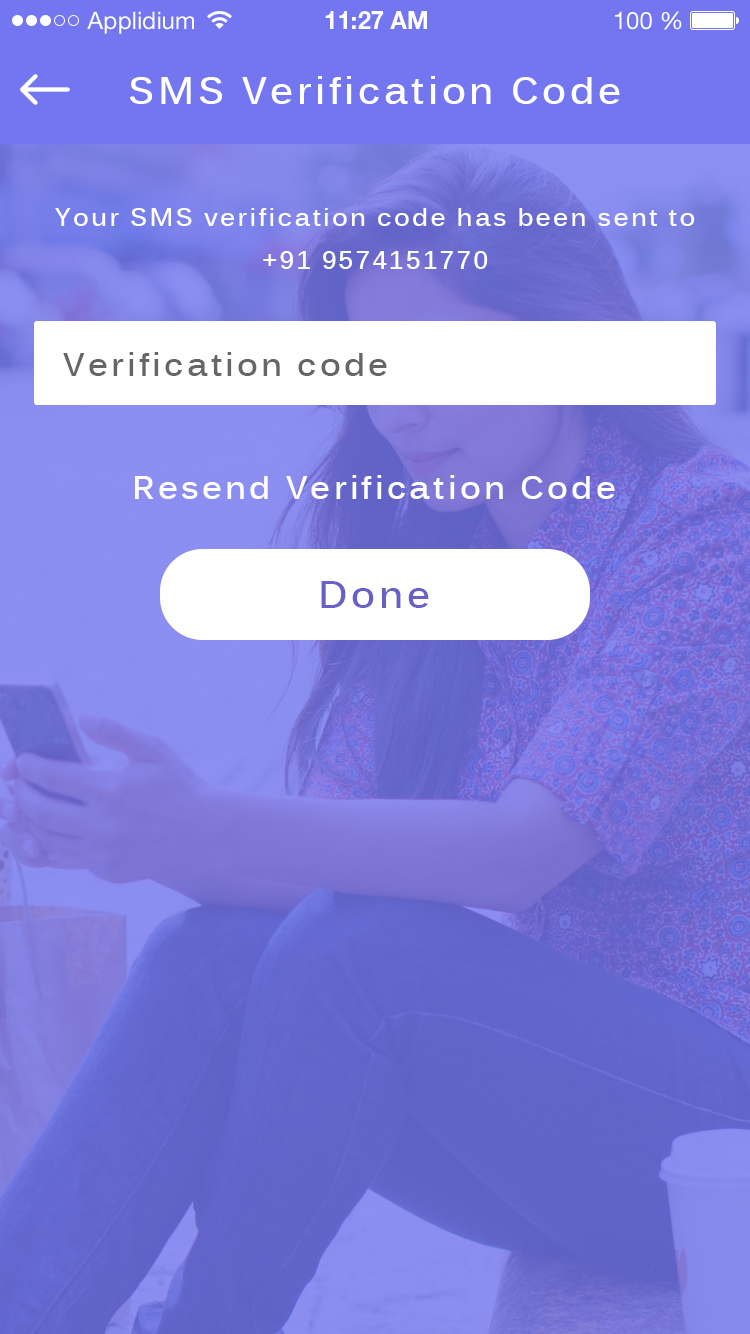 Applidium 11:27 AM 100 %
SMS Verification Code
Your SMS verification code has been sent to
+91 9574151770
Verification code
Resend Verification Code
Done